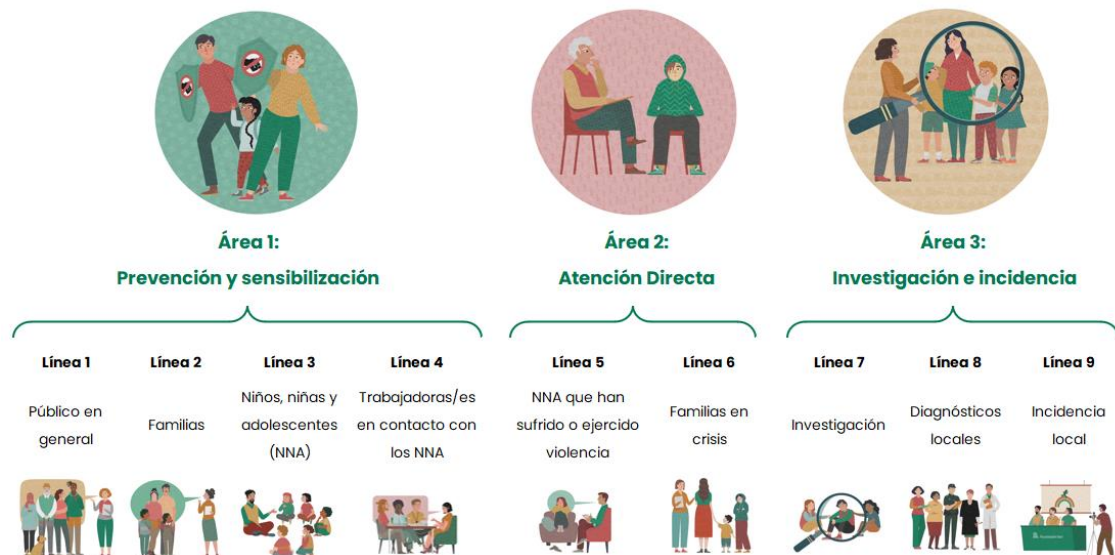 Área 1:
Prevención y sensibilización
Área 2:
Atención Directa
Área 3:
Investigación e incidencia
Línea 1
Público en
general
Línea 2
Familias
Línea 3
Niños, niñas y
adolescentes
(NNA)
Línea 4
Trabajadoras/es
en contacto con
los NNA
Línea 5
NNA que han
sufrido o ejercido
violencia
Línea 6
Familias en
crisis
Línea 7
Investigación
Línea 8
Diagnósticos
locales
Línea 9
Incidencia
local